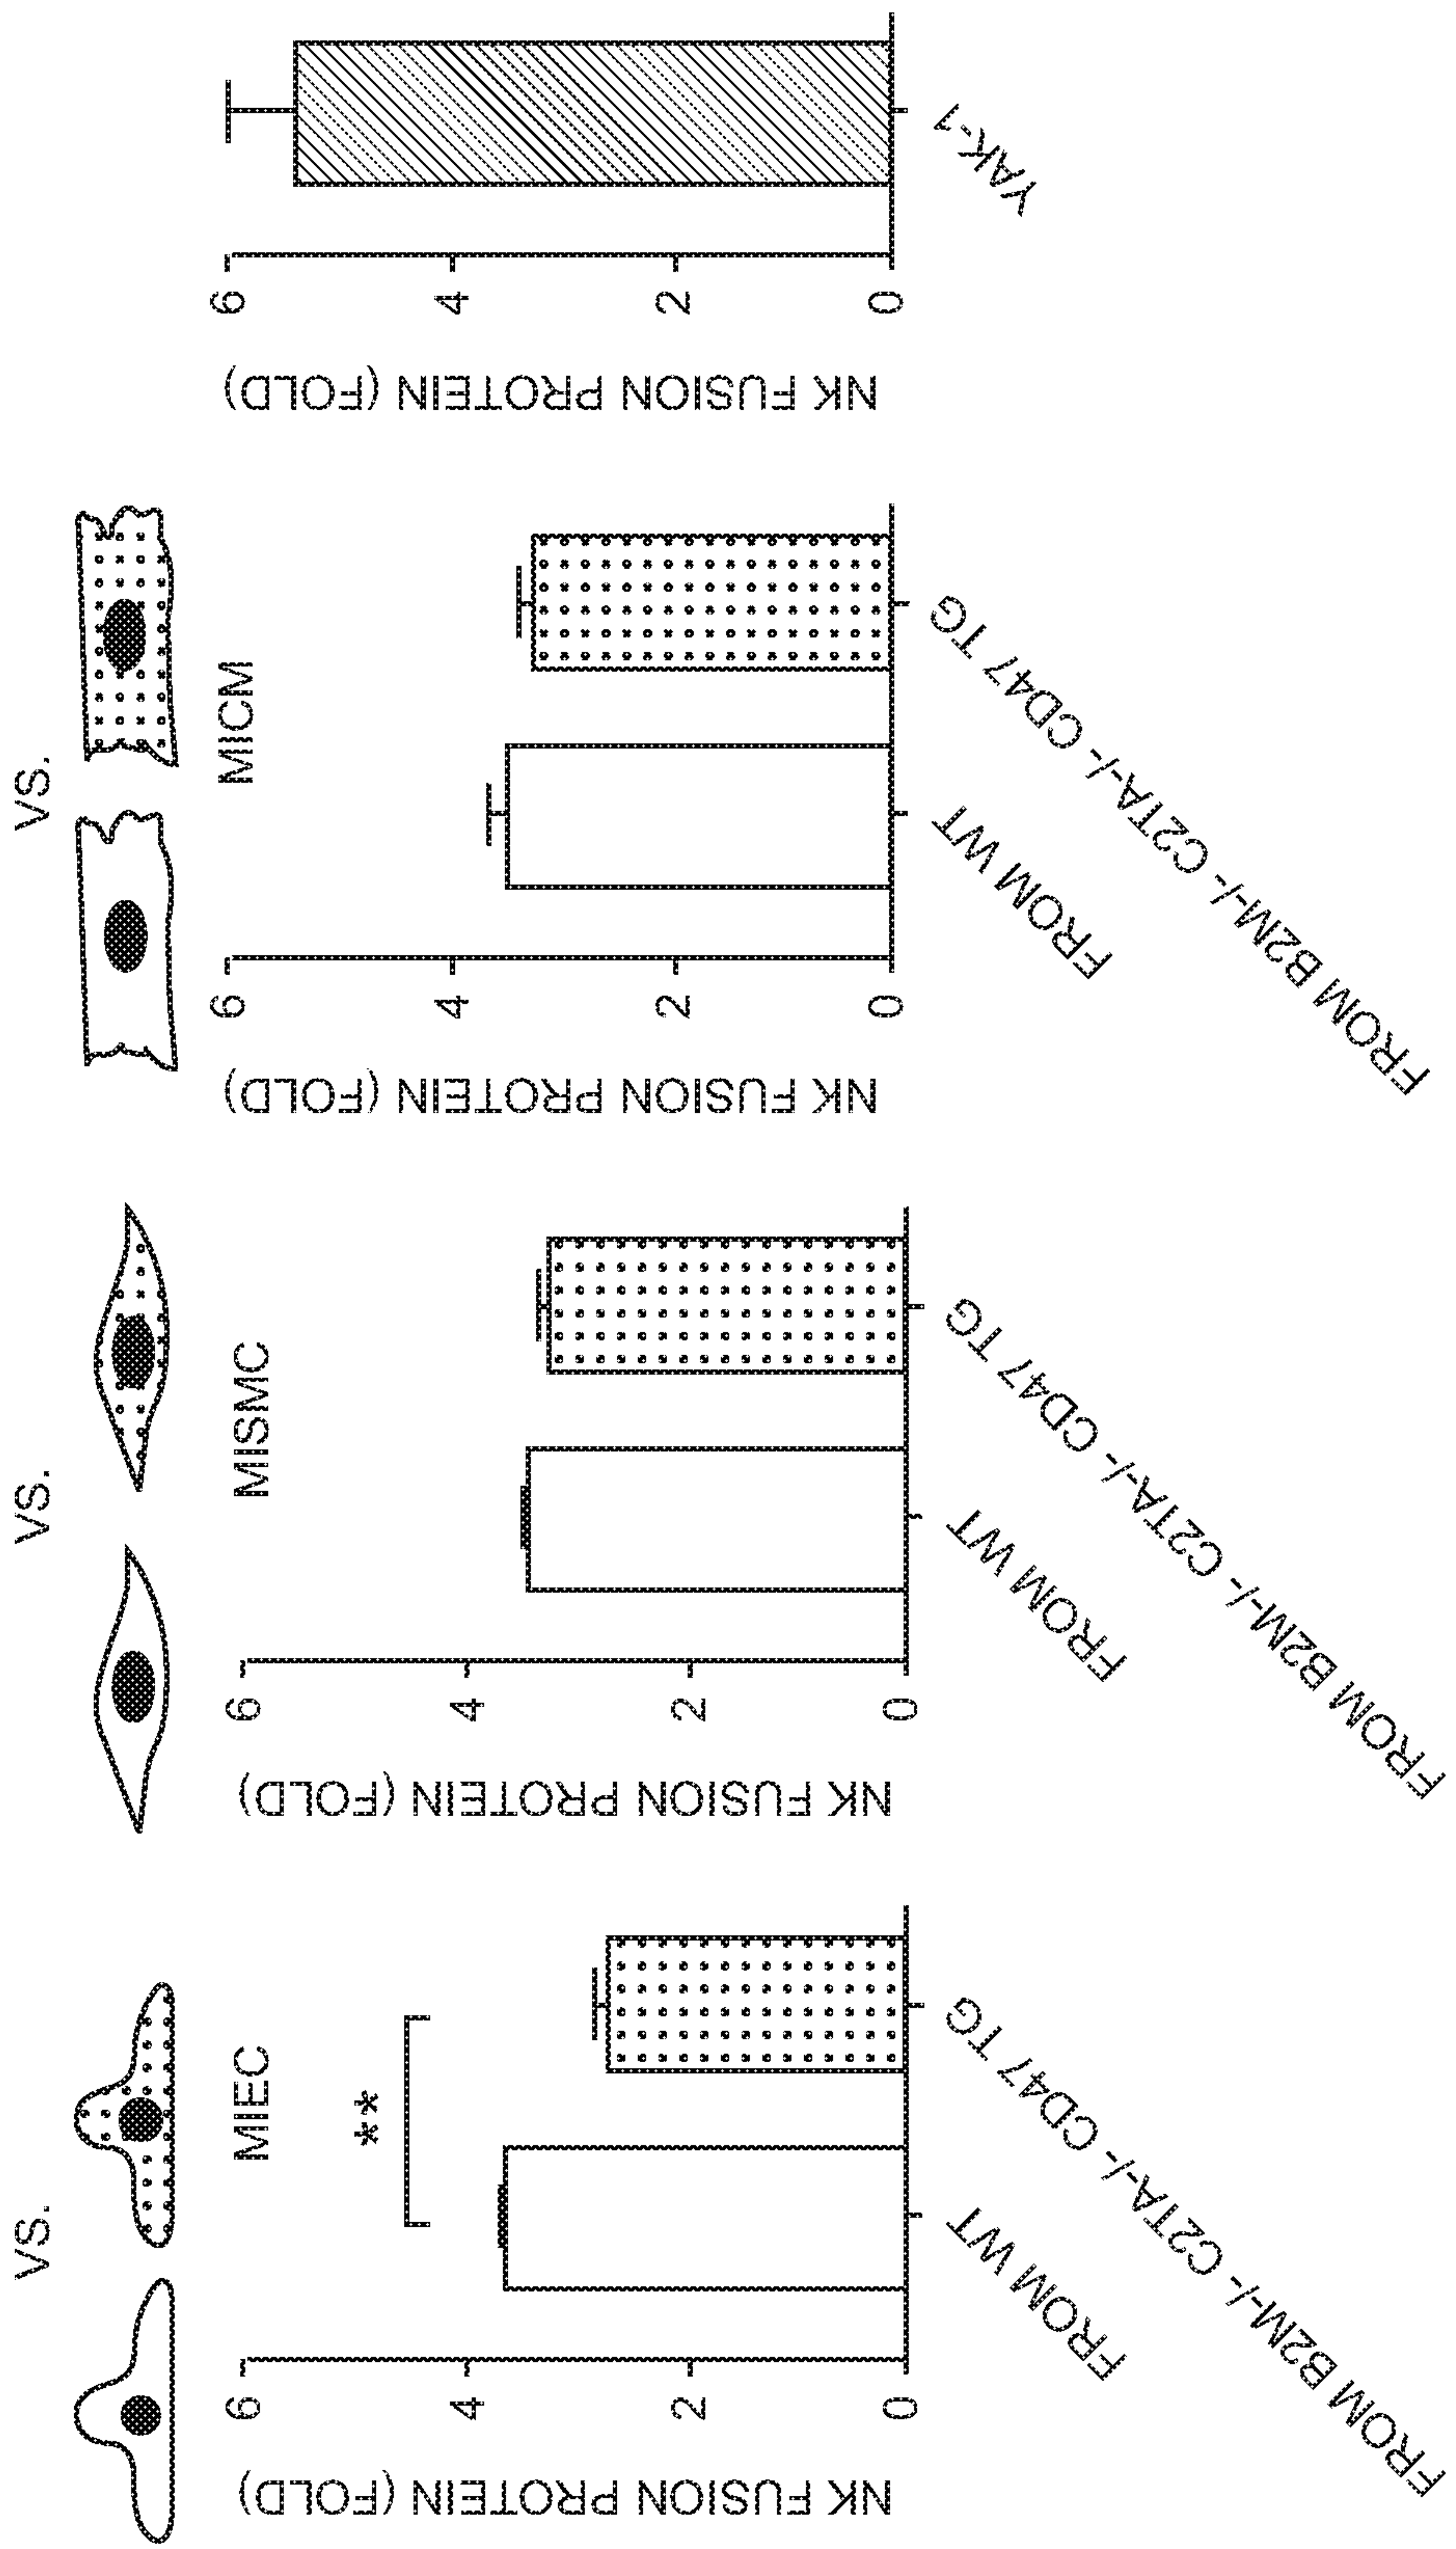 VS.
MIEC
**
NK FUSION PROTEIN (FOLD)
6
4
2
0
FROM WT
FROM B2M-/- C2TA-/- CD47 TG
VS.
MISMC
NK FUSION PROTEIN (FOLD)
6
4
2
0
FROM WT
FROM B2M-/- C2TA-/- CD47 TG
VS.
MICM
NK FUSION PROTEIN (FOLD)
6
4
2
0
FROM WT
FROM B2M-/- C2TA-/- CD47 TG
NK FUSION PROTEIN (FOLD)
6
4
2
0
YAK-1